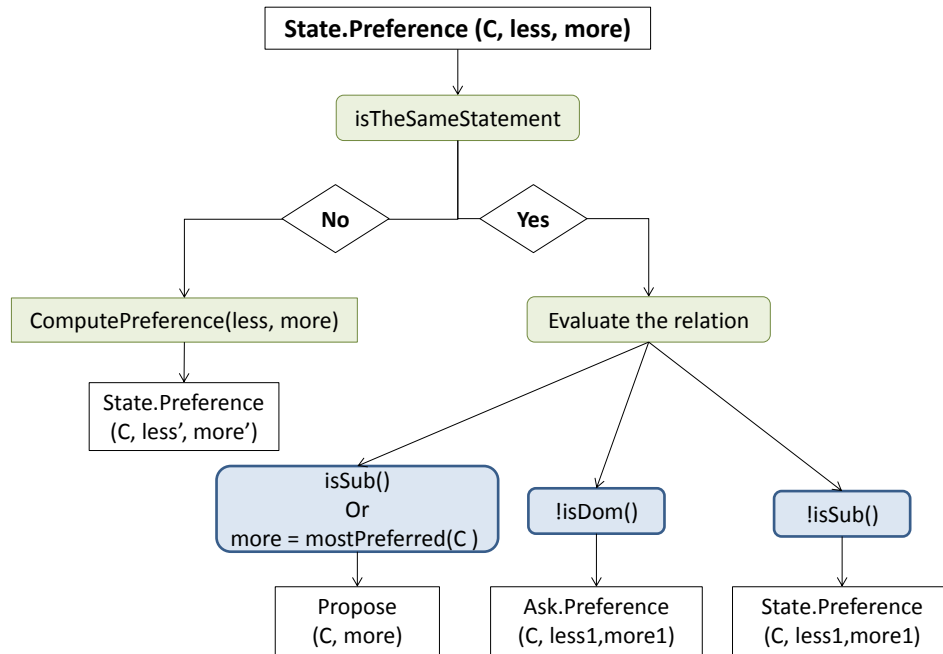 State.Preference (C, less, more)
isTheSameStatement
No
Yes
ComputePreference(less, more)
Evaluate the relation
State.Preference
(C, less’, more’)
isSub()
Or
more = mostPreferred(C )
!isDom()
!isSub()
Propose
(C, more)
Ask.Preference
(C, less1,more1)
State.Preference
(C, less1,more1)